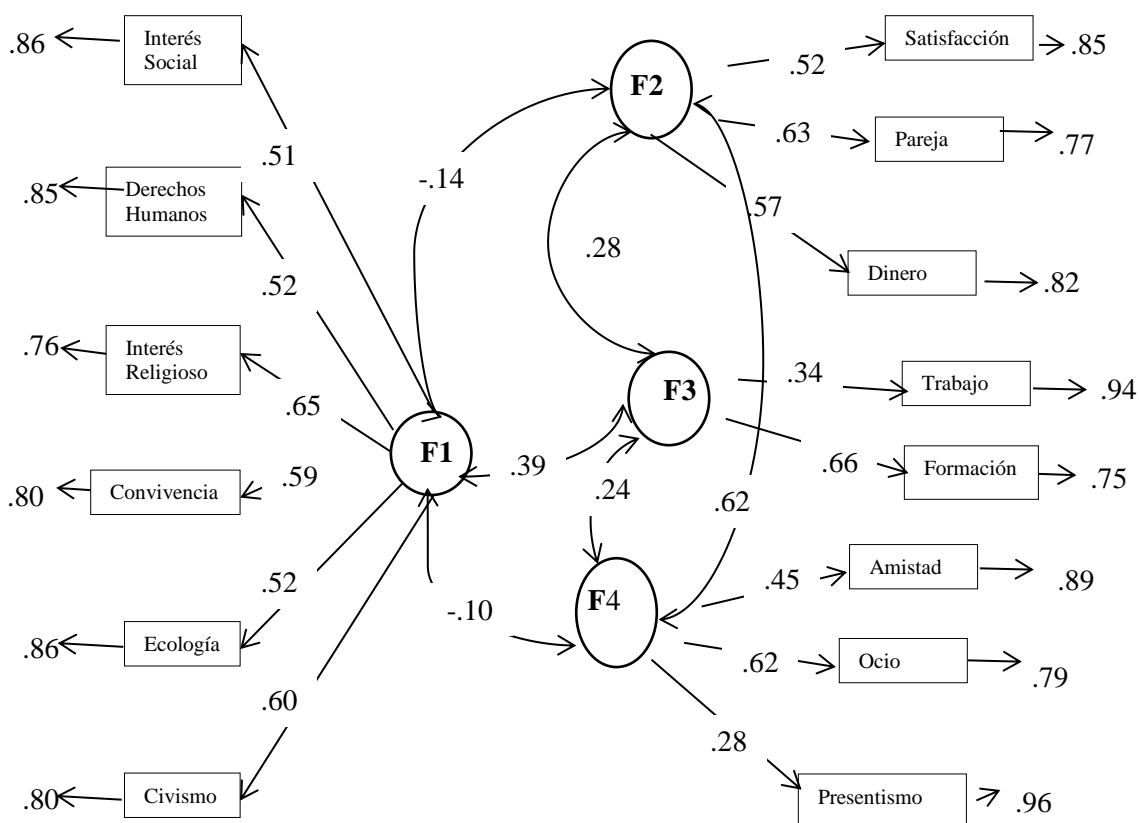 .86
Interés
Social
F2
.52
Satisfacción
.85
.63
Pareja
.77
.51
-.14
.85
Derechos
Humanos
.57
.28
Dinero
.82
.52
.76
Interés
Religioso
F3
.34
Trabajo
.94
.65
F1
.39
.66
Formación
.75
.80
Convivencia
.59
.24
.62
.52
-.10
F4
.45
Amistad
.89
.86
Ecología
.62
Ocio
.79
.60
.28
.80
Civismo
Presentismo
.96